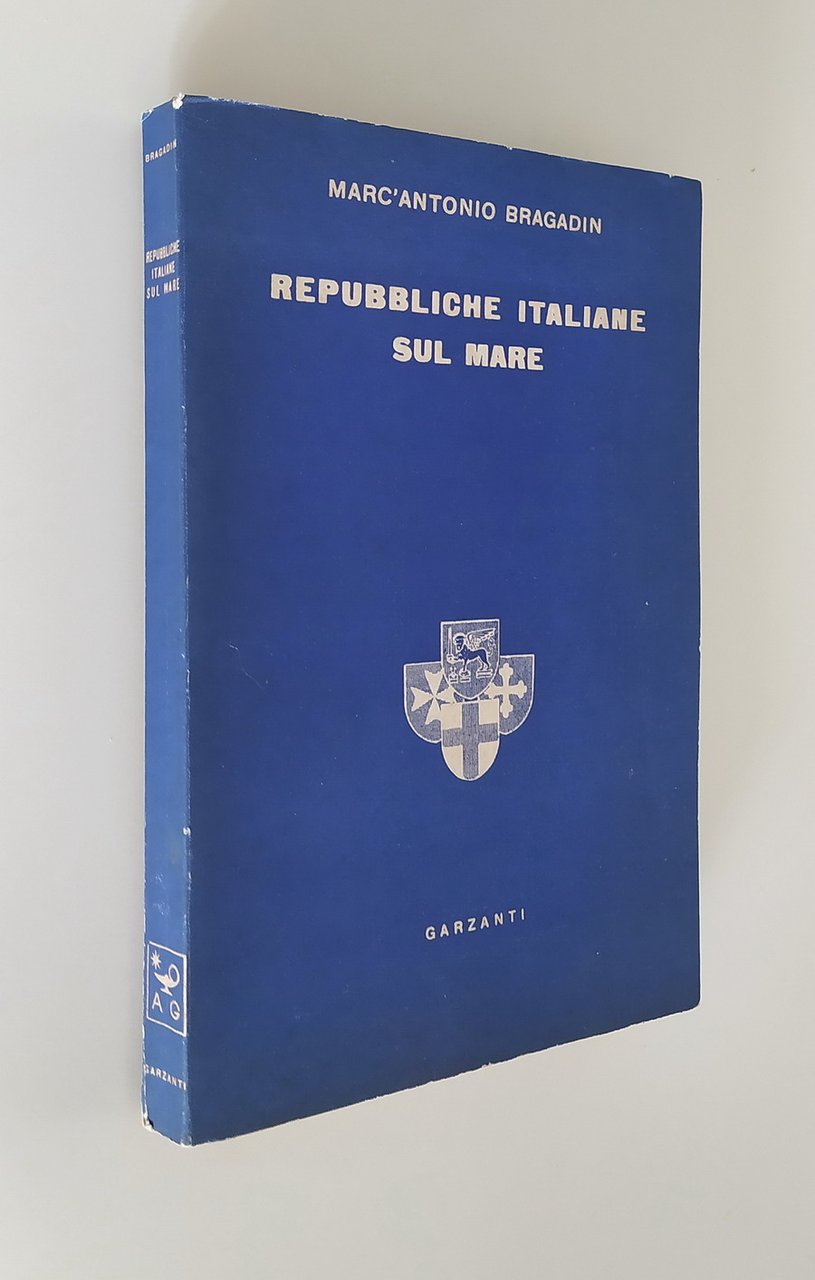 BRAGADIN
REPUBBLICHE
ITALIANE
SUL MARE
A G
GARZANTI
MARC'ANTONIO BRAGADIN
REPUBBLICHE ITALIANE
SUL MARE
GARZANTI